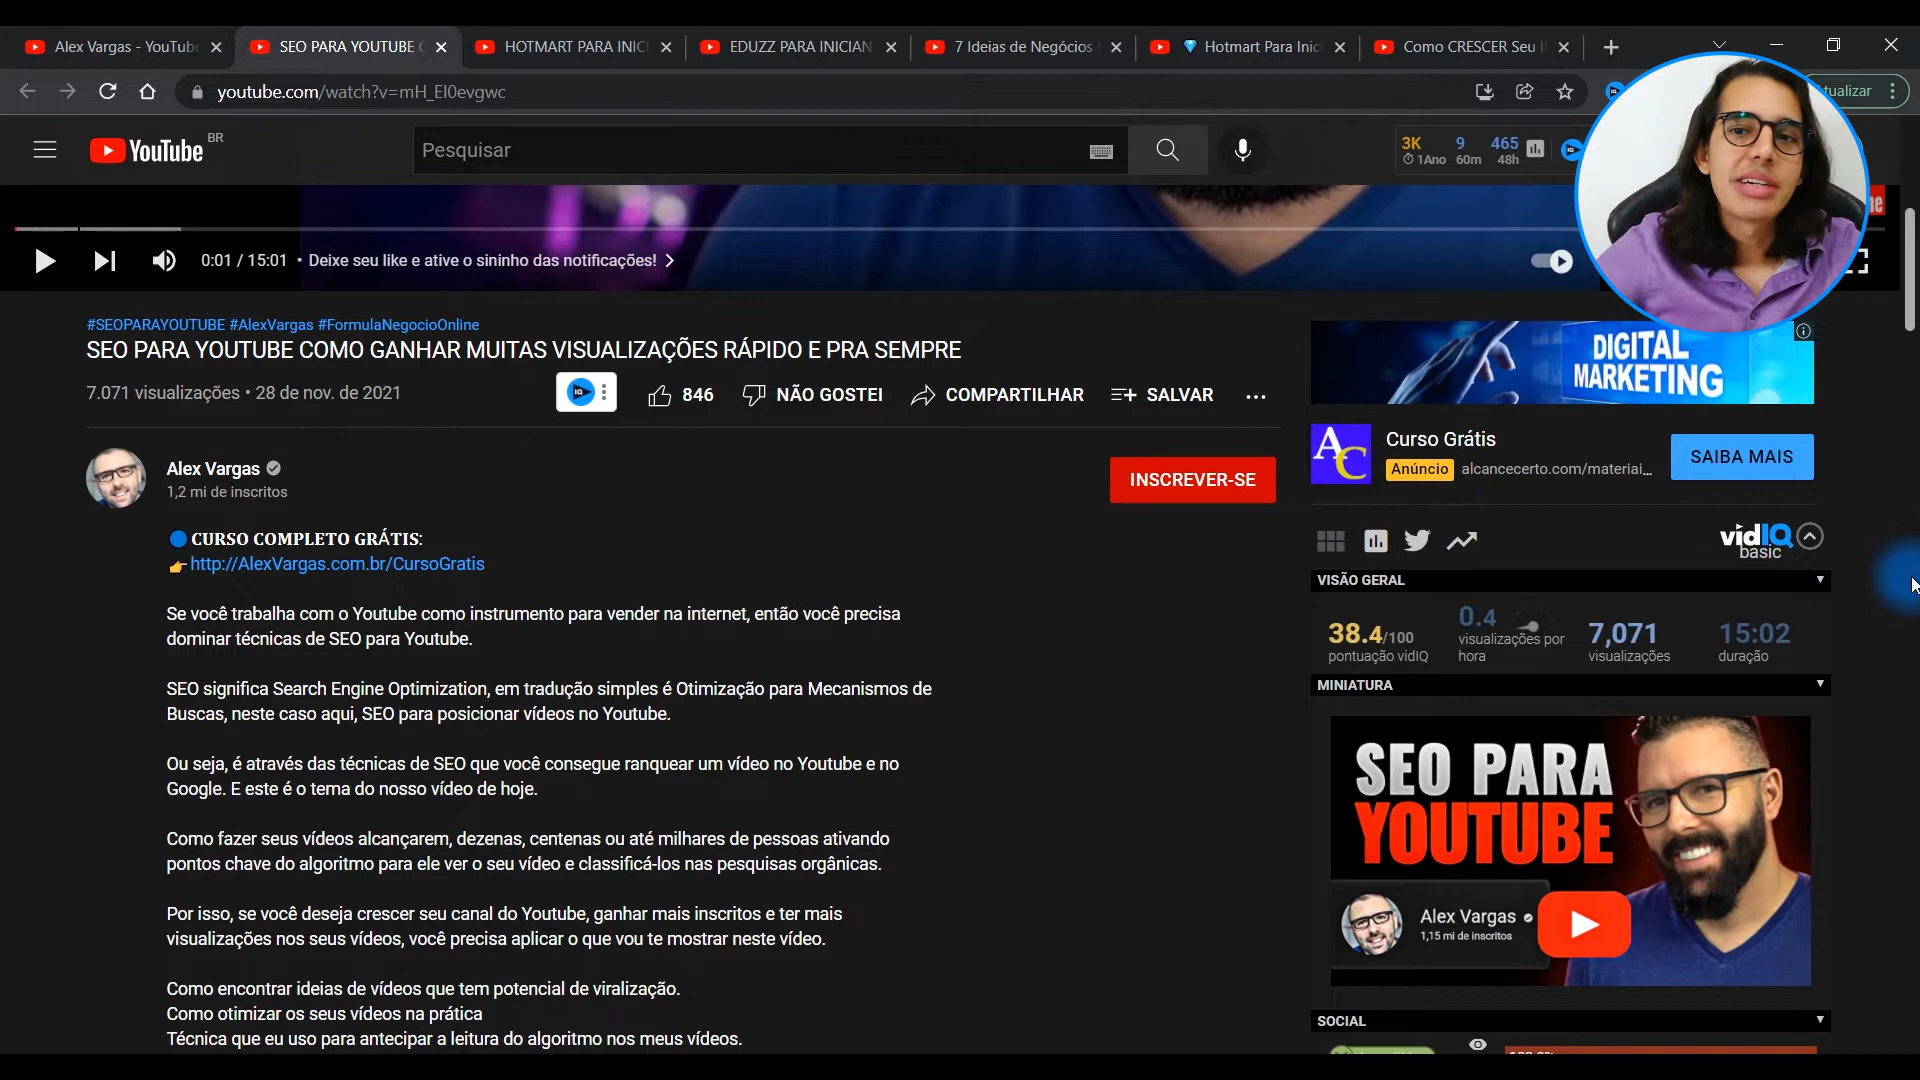 Alex Vargas - YouTube
SEO PARA YOUTUBE
HOTMART PARA INIC
EDUZZ PARA INICIAN
7 Ideias de Negócios
Hotmart Para Inic
Como CRESCER Seu
youtube.com/watch?v=mH_EI0evgwc
tualizar
YouTube
BR
Pesquisar
3K 9 465
1Ano 60m 48h
IQ
0:01 / 15:01 • Deixe seu like e ative o sininho das notificações!
#SEOPARAYOUTUBE #AlexVargas #FormulaNegocioOnline
SEO PARA YOUTUBE COMO GANHAR MUITAS VISUALIZAÇÕES RÁPIDO E PRA SEMPRE
7.071 visualizações • 28 de nov. de 2021
IQ
846
NÃO GOSTEI
COMPARTILHAR
SALVAR
Alex Vargas
1,2 mi de inscritos
INSCREVER-SE
CURSO COMPLETO GRÁTIS:
http://AlexVargas.com.br/CursoGratis
Se você trabalha com o Youtube como instrumento para vender na internet, então você precisa
dominar técnicas de SEO para Youtube.
SEO significa Search Engine Optimization, em tradução simples é Otimização para Mecanismos de
Buscas, neste caso aqui, SEO para posicionar vídeos no Youtube.
Ou seja, é através das técnicas de SEO que você consegue ranquear um vídeo no Youtube e no
Google. E este é o tema do nosso vídeo de hoje.
Como fazer seus vídeos alcançarem, dezenas, centenas ou até milhares de pessoas ativando
pontos chave do algoritmo para ele ver o seu vídeo e classificá-los nas pesquisas orgânicas.
Por isso, se você deseja crescer seu canal do Youtube, ganhar mais inscritos e ter mais
visualizações nos seus vídeos, você precisa aplicar o que vou te mostrar neste vídeo.
Como encontrar ideias de vídeos que tem potencial de viralização.
Como otimizar os seus vídeos na prática
Técnica que eu uso para antecipar a leitura do algoritmo nos meus vídeos.
DIGITAL
MARKETING
AC
Curso Grátis
Anúncio alcancecerto.com/materiai...
SAIBA MAIS
vidIQ
basic
VISÃO GERAL
38.4/100
pontuação vidIQ
0.4
visualizações por
hora
7,071
visualizações
15:02
duração
MINIATURA
SEO PARA
YOUTUBE
Alex Vargas
1,15 mi de inscritos
SOCIAL